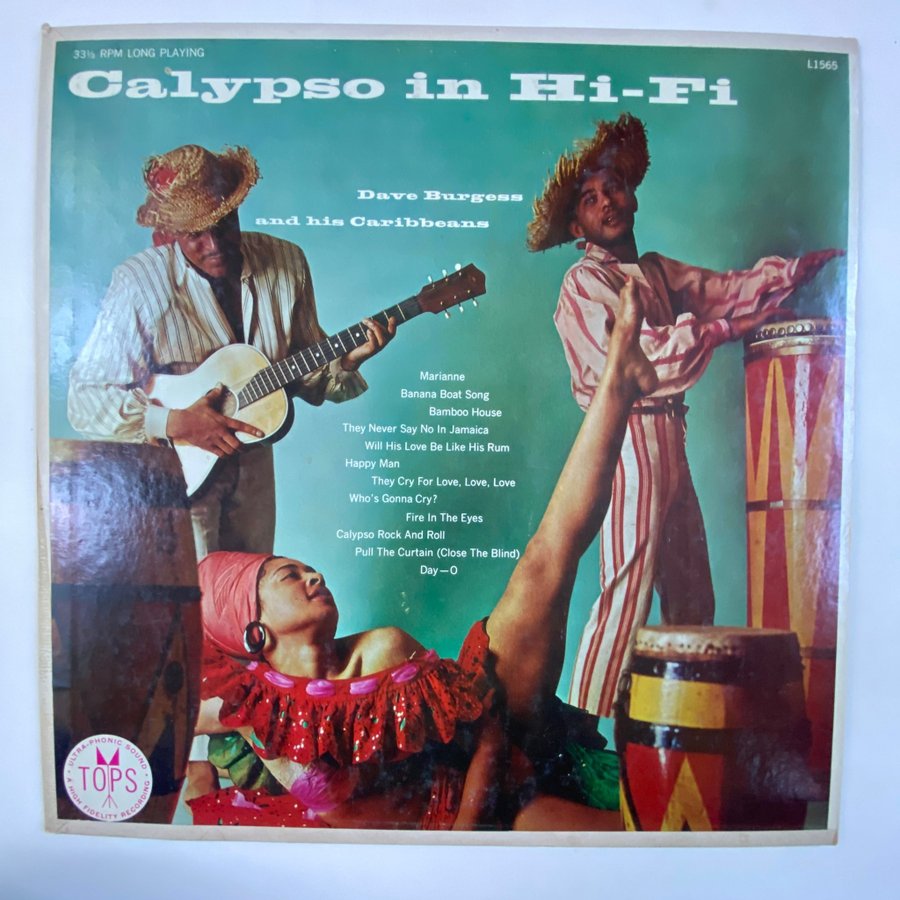 33⅓ RPM LONG PLAYING
L1565
Calypso in Hi-Fi
Dave Burgess
and his Caribbeans
Marianne
Banana Boat Song
Bamboo House
They Never Say No In Jamaica
Will His Love Be Like His Rum
Happy Man
They Cry For Love, Love, Love
Who's Gonna Cry?
Fire In The Eyes
Calypso Rock And Roll
Pull The Curtain (Close The Blind)
Day—O
ULTRA-PHONIC SOUND
TOPS
A HIGH FIDELITY RECORDING